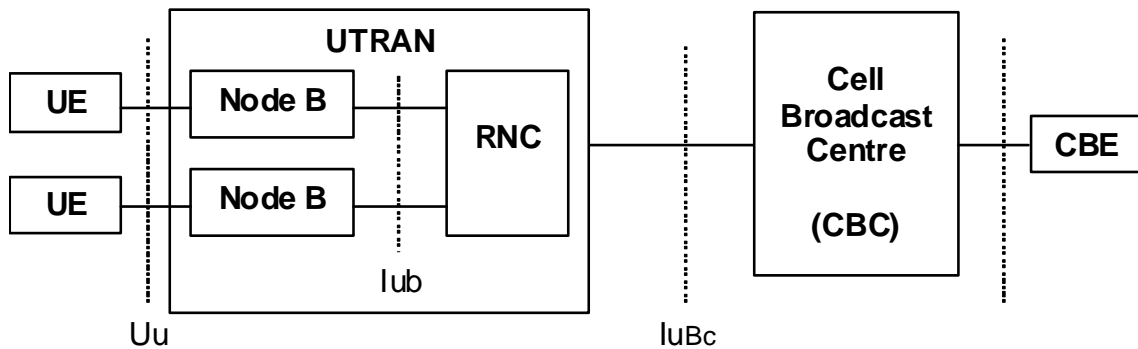 UTRAN
UE
Node B
RNC
Cell
Broadcast
Centre
(CBC)
CBE
UE
Node B
Iub
Uu
IuBc